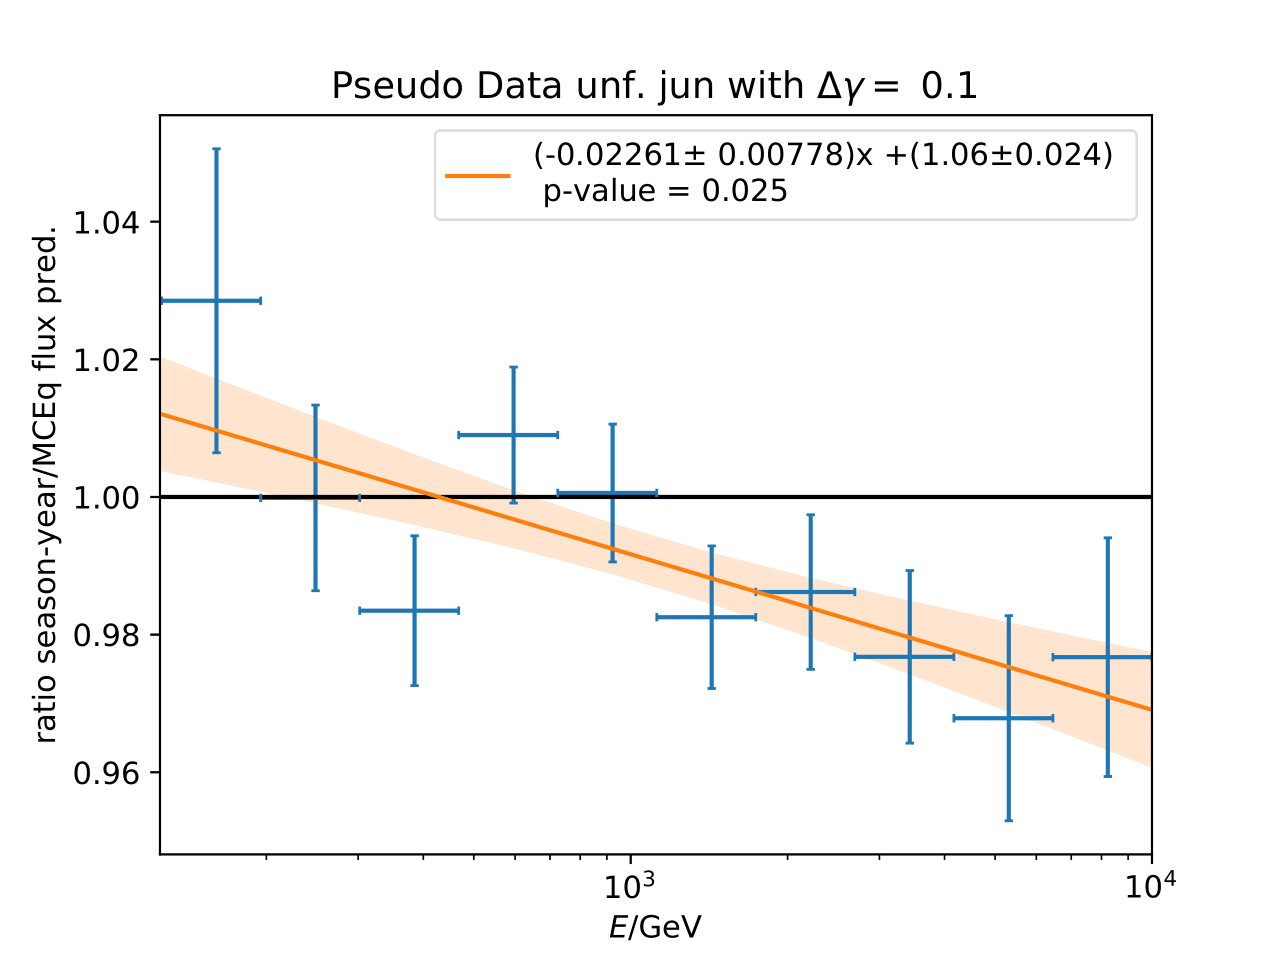 Pseudo Data unf. jun with Δγ = 0.1
(-0.02261± 0.00778)x +(1.06±0.024)
p-value = 0.025
ratio season-year/MCEq flux pred.
1.04
1.02
1.00
0.98
0.96
10³
10⁴
E/GeV